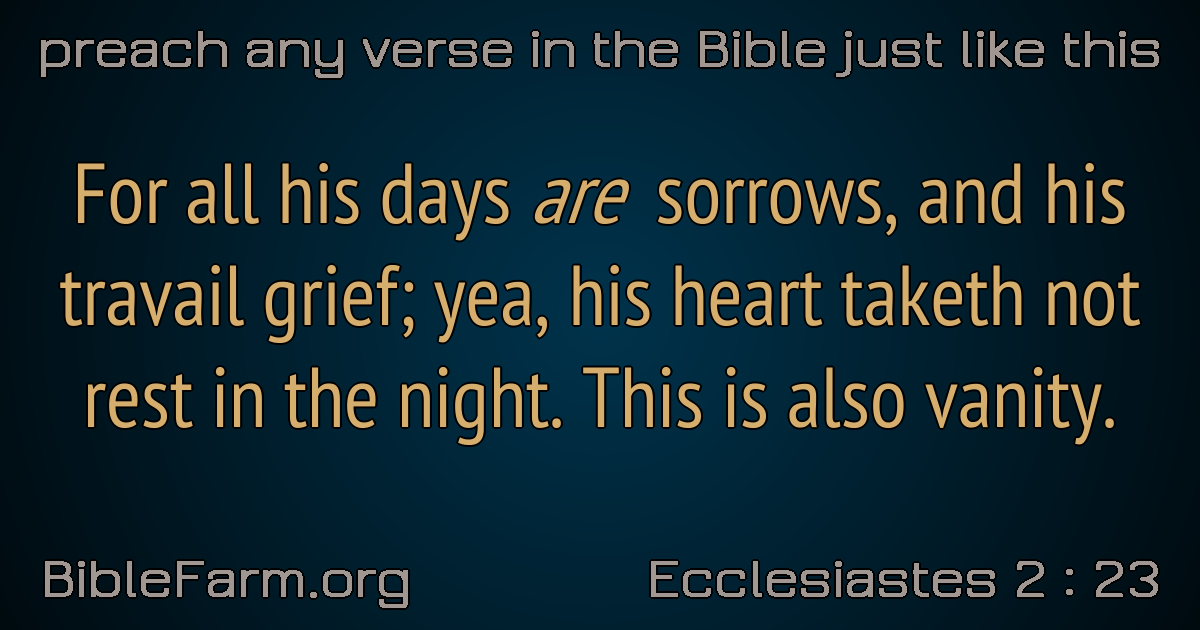 preach any verse in the Bible just like this
For all his days are sorrows, and his
travail grief; yea, his heart taketh not
rest in the night. This is also vanity.
BibleFarm.org
Ecclesiastes 2 : 23